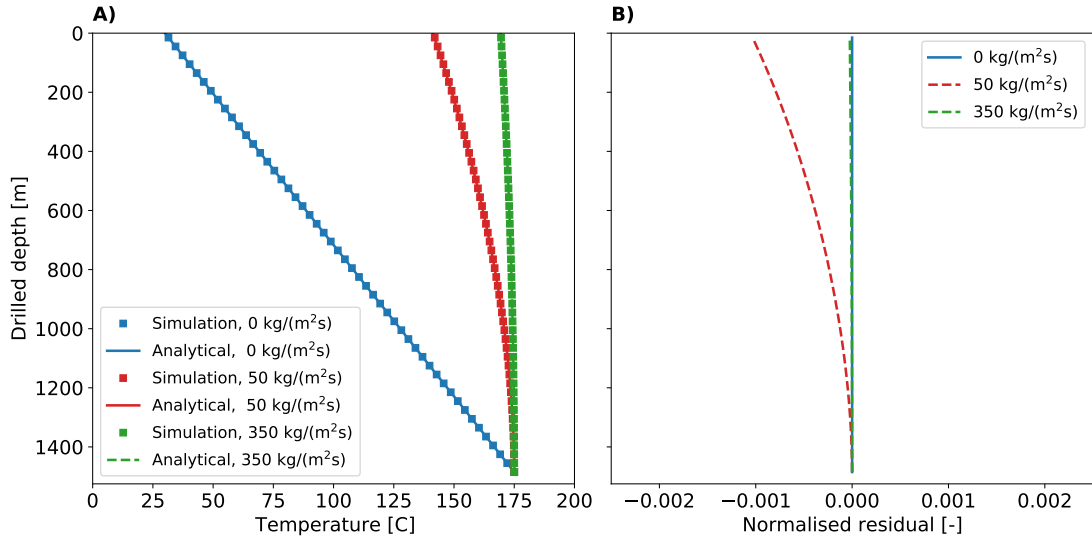 A)
0
200
400
600
800
1000
1200
1400
Drilled depth [m]
Simulation, 0 kg/(m²s)
Analytical,  0 kg/(m²s)
Simulation, 50 kg/(m²s)
Analytical,  50 kg/(m²s)
Simulation, 350 kg/(m²s)
Analytical, 350 kg/(m²s)
0 25 50 75 100 125 150 175 200
Temperature [C]
B)
0 kg/(m²s)
50 kg/(m²s)
350 kg/(m²s)
−0.002 −0.001 0.000 0.001 0.002
Normalised residual [-]